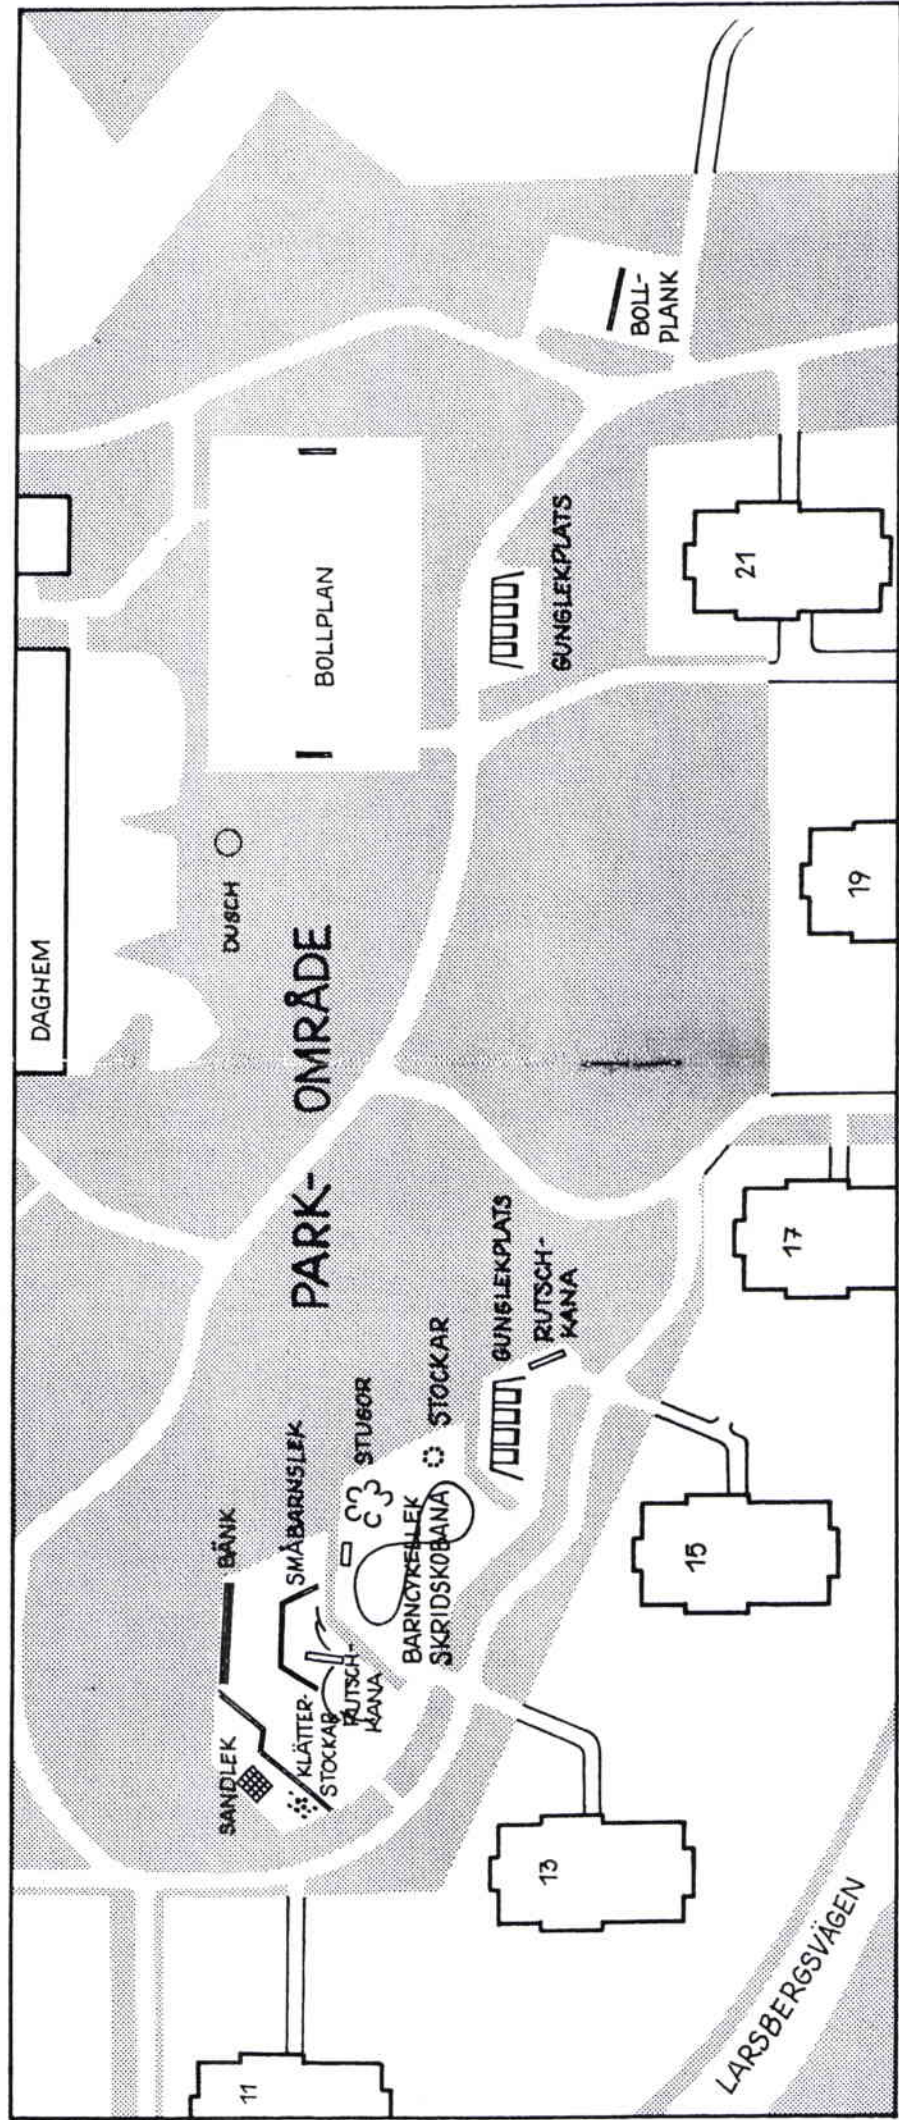 DAGHEM
DUSCH
BOLLPLAN
BOLL-
PLANK
PARK- OMRÅDE
GUNGLEKPLATS
BÄNK
SMÅBARNSLEK
STUGOR
STOCKAR
GUNGLEKPLATS
RUTSCH-
KANA
SANDLEK
KLÄTTER-
STOCKAR
RUTSCH-
KANA
BARNCYKELLEK
SKRIDSKOBANA
11
13
15
17
19
21
LARSBERGSVÄGEN